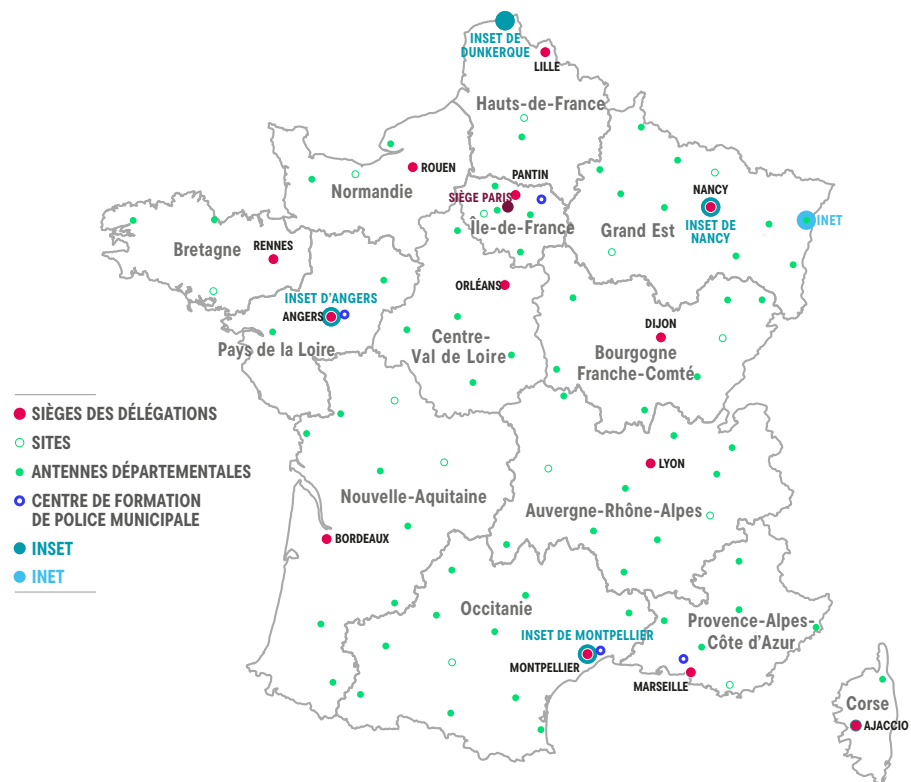 INSET DE
DUNKERQUE
LILLE
Hauts-de-France
ROUEN
Normandie
PANTIN
SIÈGE PARIS
Île-de-France
NANCY
INSET DE
NANCY
Grand Est
INET
Bretagne
RENNES
INSET D'ANGERS
ANGERS
Pays de la Loire
ORLÉANS
Centre-
Val de Loire
DIJON
Bourgogne
Franche-Comté
SIÈGES DES DÉLÉGATIONS
SITES
ANTENNES DÉPARTEMENTALES
CENTRE DE FORMATION
DE POLICE MUNICIPALE
INSET
INET
Nouvelle-Aquitaine
BORDEAUX
LYON
Auvergne-Rhône-Alpes
Occitanie
INSET DE MONTPELLIER
MONTPELLIER
Provence-Alpes-
Côte d'Azur
MARSEILLE
Corse
AJACCIO